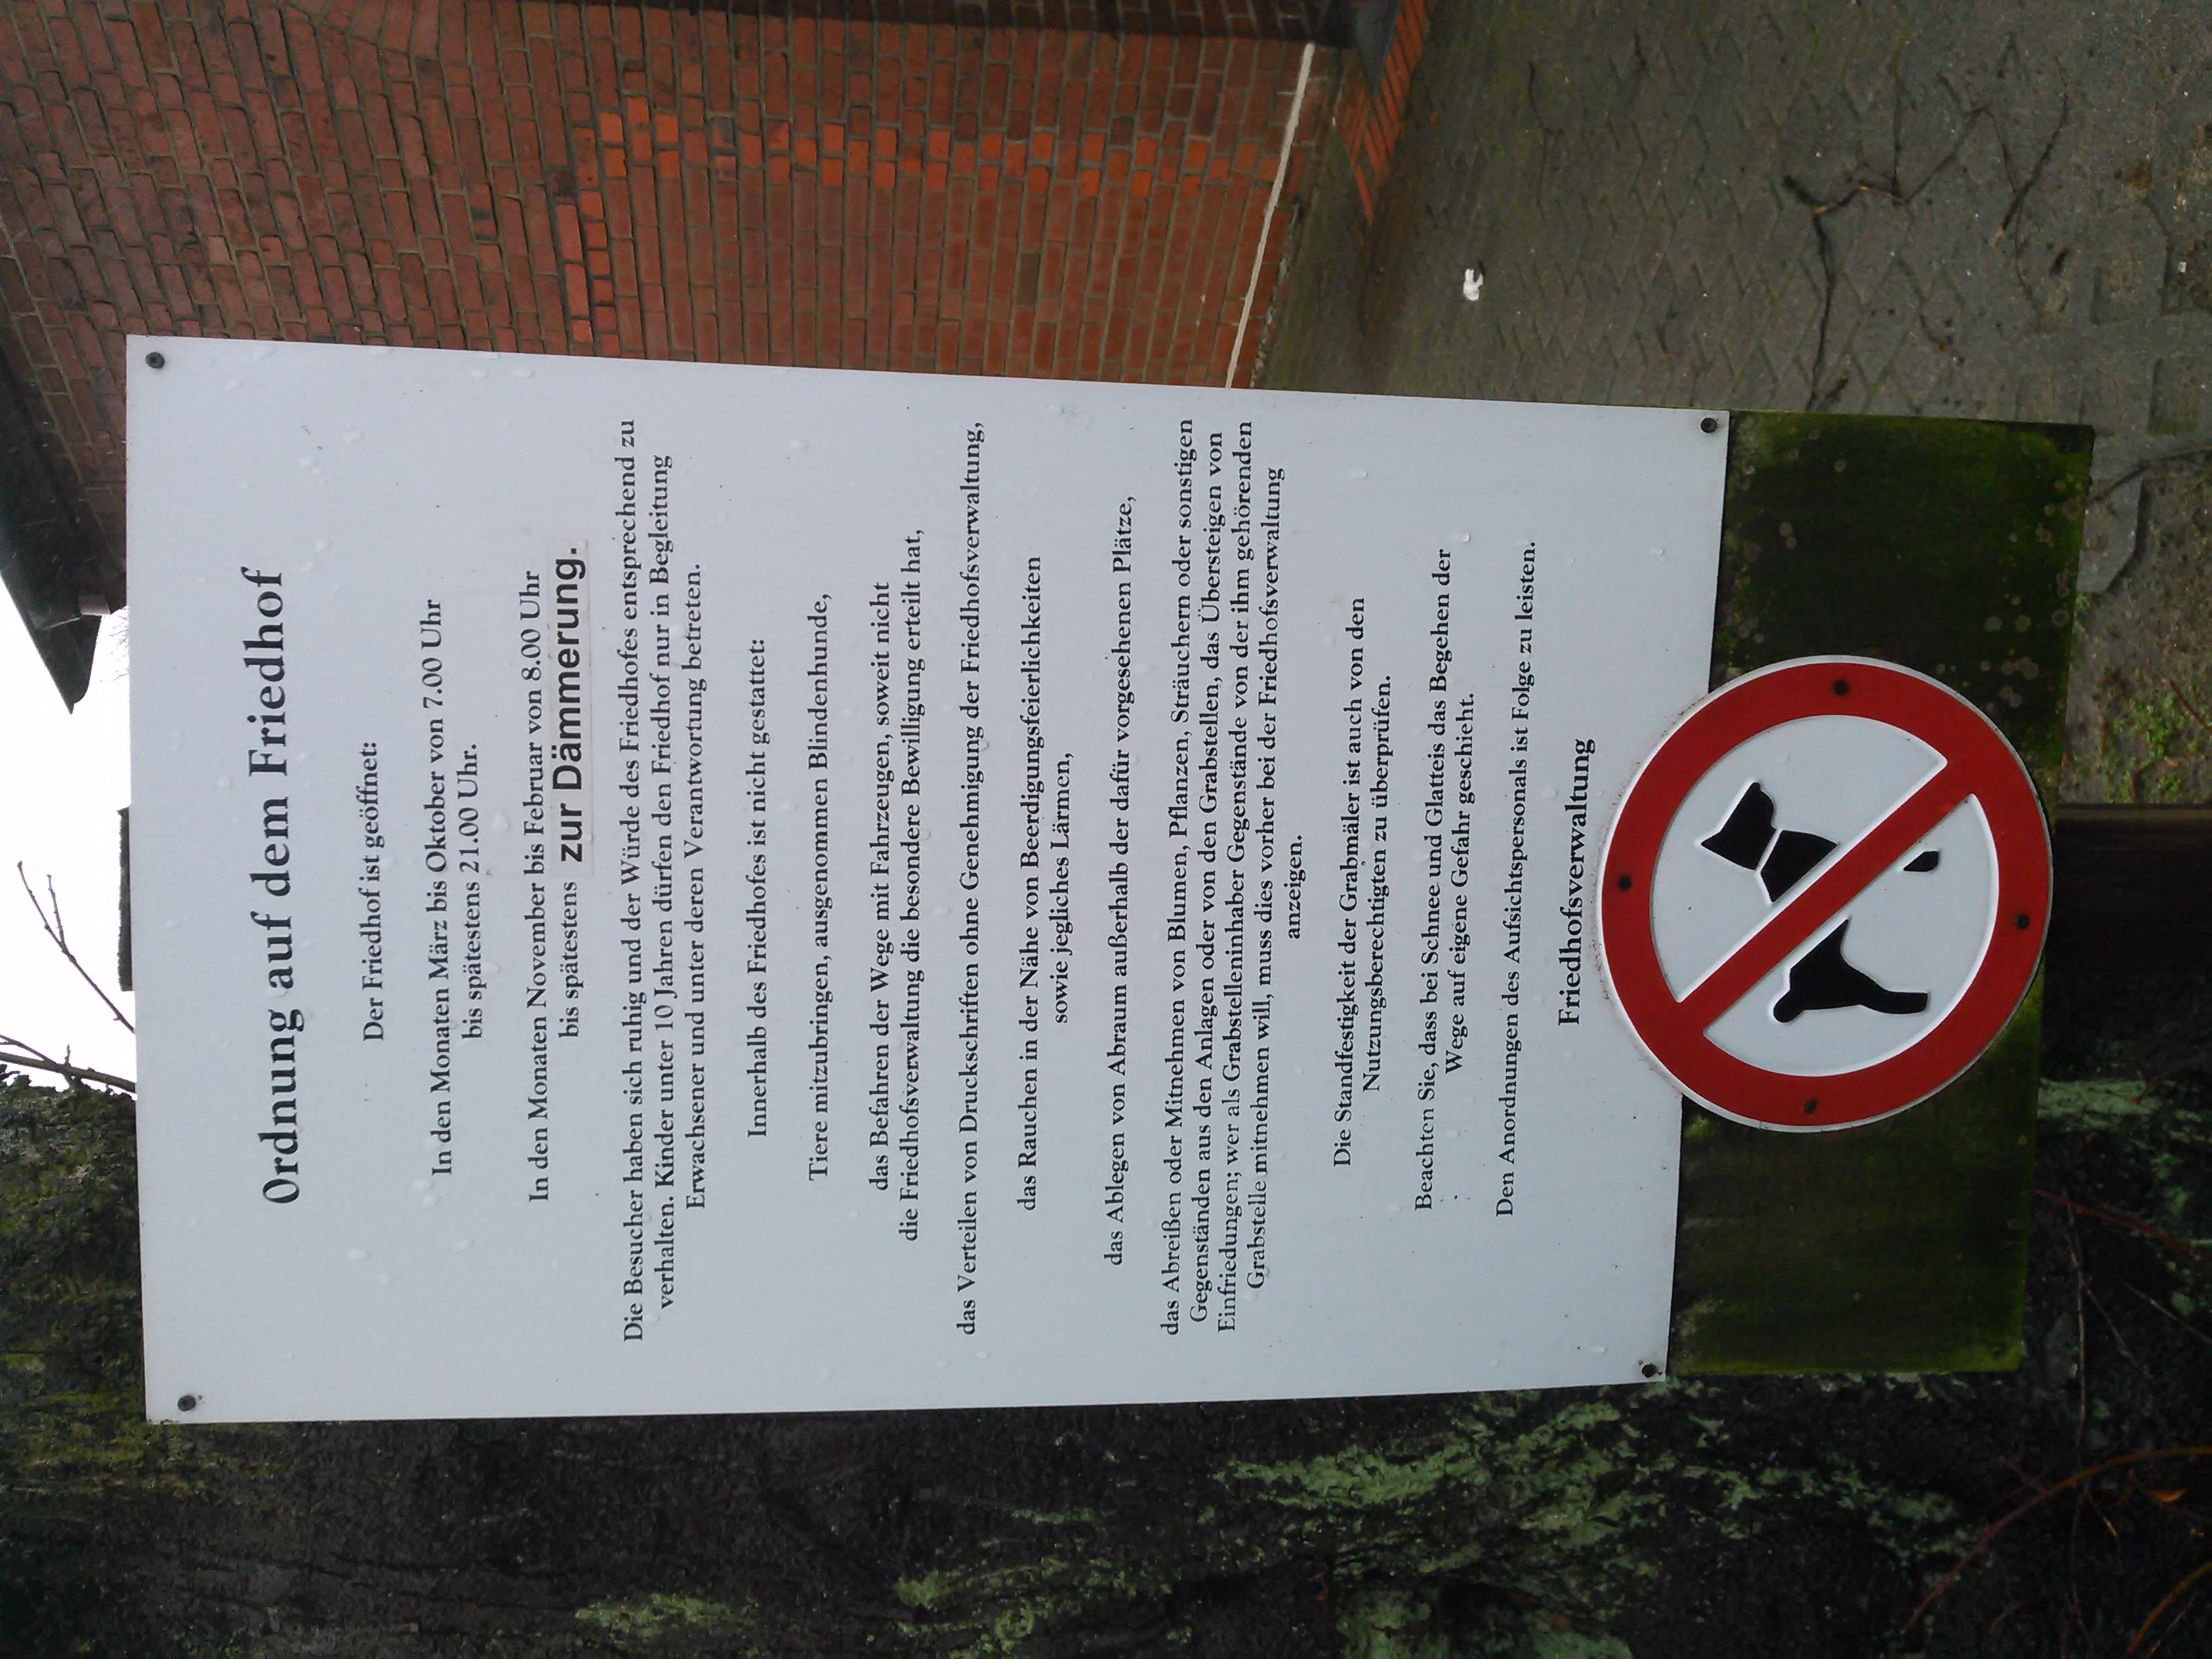 Ordnung auf dem Friedhof
Der Friedhof ist geöffnet:
In den Monaten März bis Oktober von 7.00 Uhr
bis spätestens 21.00 Uhr.
In den Monaten November bis Februar von 8.00 Uhr
bis spätestens zur Dämmerung.
Die Besucher haben sich ruhig und der Würde des Friedhofes entsprechend zu
verhalten. Kinder unter 10 Jahren dürfen den Friedhof nur in Begleitung
Erwachsener und unter deren Verantwortung betreten.
Innerhalb des Friedhofes ist nicht gestattet:
Tiere mitzubringen, ausgenommen Blindenhunde,
das Befahren der Wege mit Fahrzeugen, soweit nicht
die Friedhofsverwaltung die besondere Bewilligung erteilt hat,
das Verteilen von Druckschriften ohne Genehmigung der Friedhofsverwaltung,
das Rauchen in der Nähe von Beerdigungsfeierlichkeiten
sowie jegliches Lärmen,
das Ablegen von Abraum außerhalb der dafür vorgesehenen Plätze,
das Abreißen oder Mitnehmen von Blumen, Pflanzen, Sträuchern oder sonstigen
Gegenständen aus den Anlagen oder von den Grabstellen, das Übersteigen von
Einfriedungen; wer als Grabstelleninhaber Gegenstände von der ihm gehörenden
Grabstelle mitnehmen will, muss dies vorher bei der Friedhofsverwaltung
anzeigen.
Die Standfestigkeit der Grabmäler ist auch von den
Nutzungsberechtigten zu überprüfen.
Beachten Sie, dass bei Schnee und Glatteis das Begehen der
Wege auf eigene Gefahr geschieht.
Den Anordnungen des Aufsichtspersonals ist Folge zu leisten.
Friedhofsverwaltung